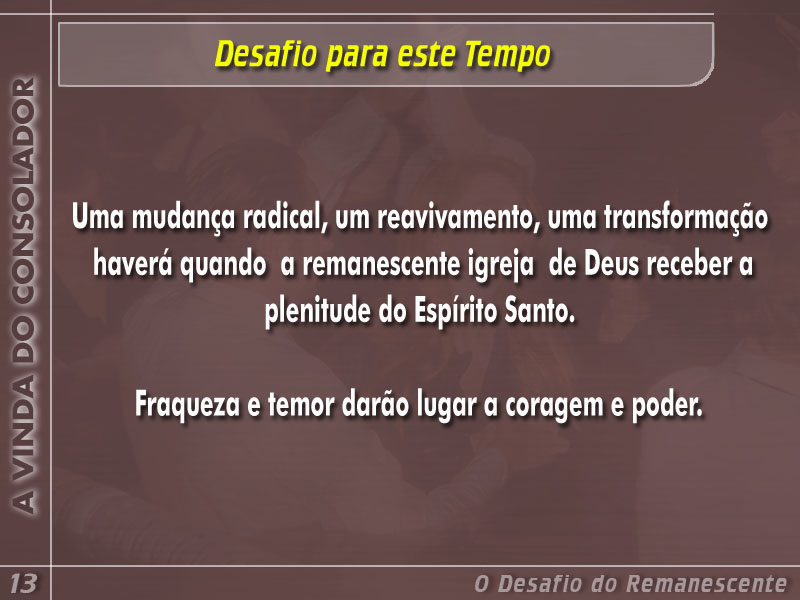 Desafio para este Tempo
A VINDA DO CONSOLADOR
Uma mudança radical, um reavivamento, uma transformação
haverá quando a remanescente igreja de Deus receber a
plenitude do Espírito Santo.
Fraqueza e temor darão lugar a coragem e poder.
13
O Desafio do Remanescente